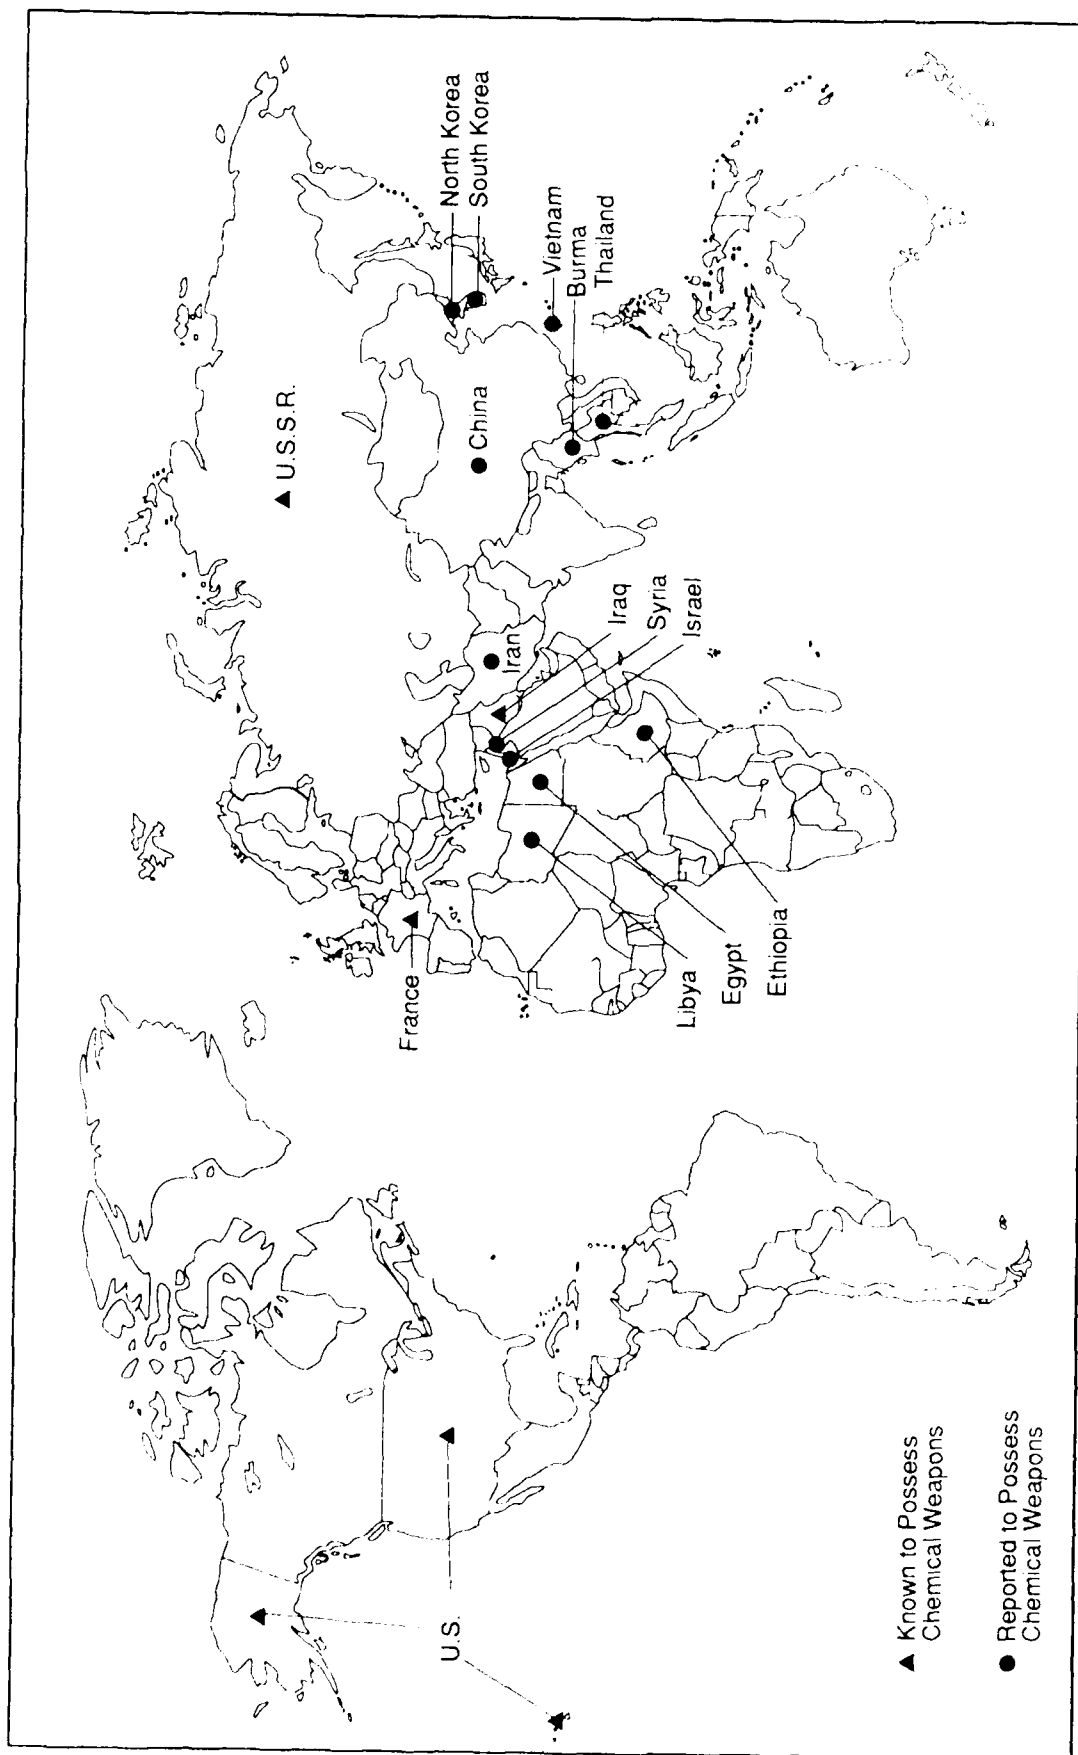 U.S.
France
U.S.S.R.
China
North Korea
South Korea
Vietnam
Burma
Thailand
Iran
Iraq
Syria
Israel
Libya
Egypt
Ethiopia
Known to Possess
Chemical Weapons
Reported to Possess
Chemical Weapons